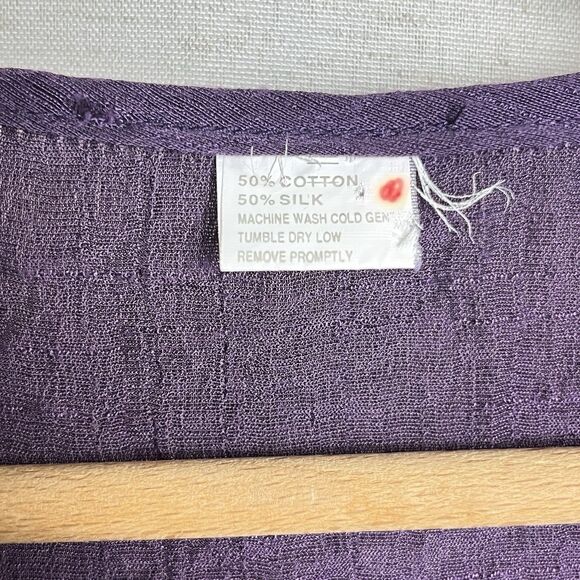 50% COTTON
50% SILK
MACHINE WASH COLD GEN
TUMBLE DRY LOW
REMOVE PROMPTLY